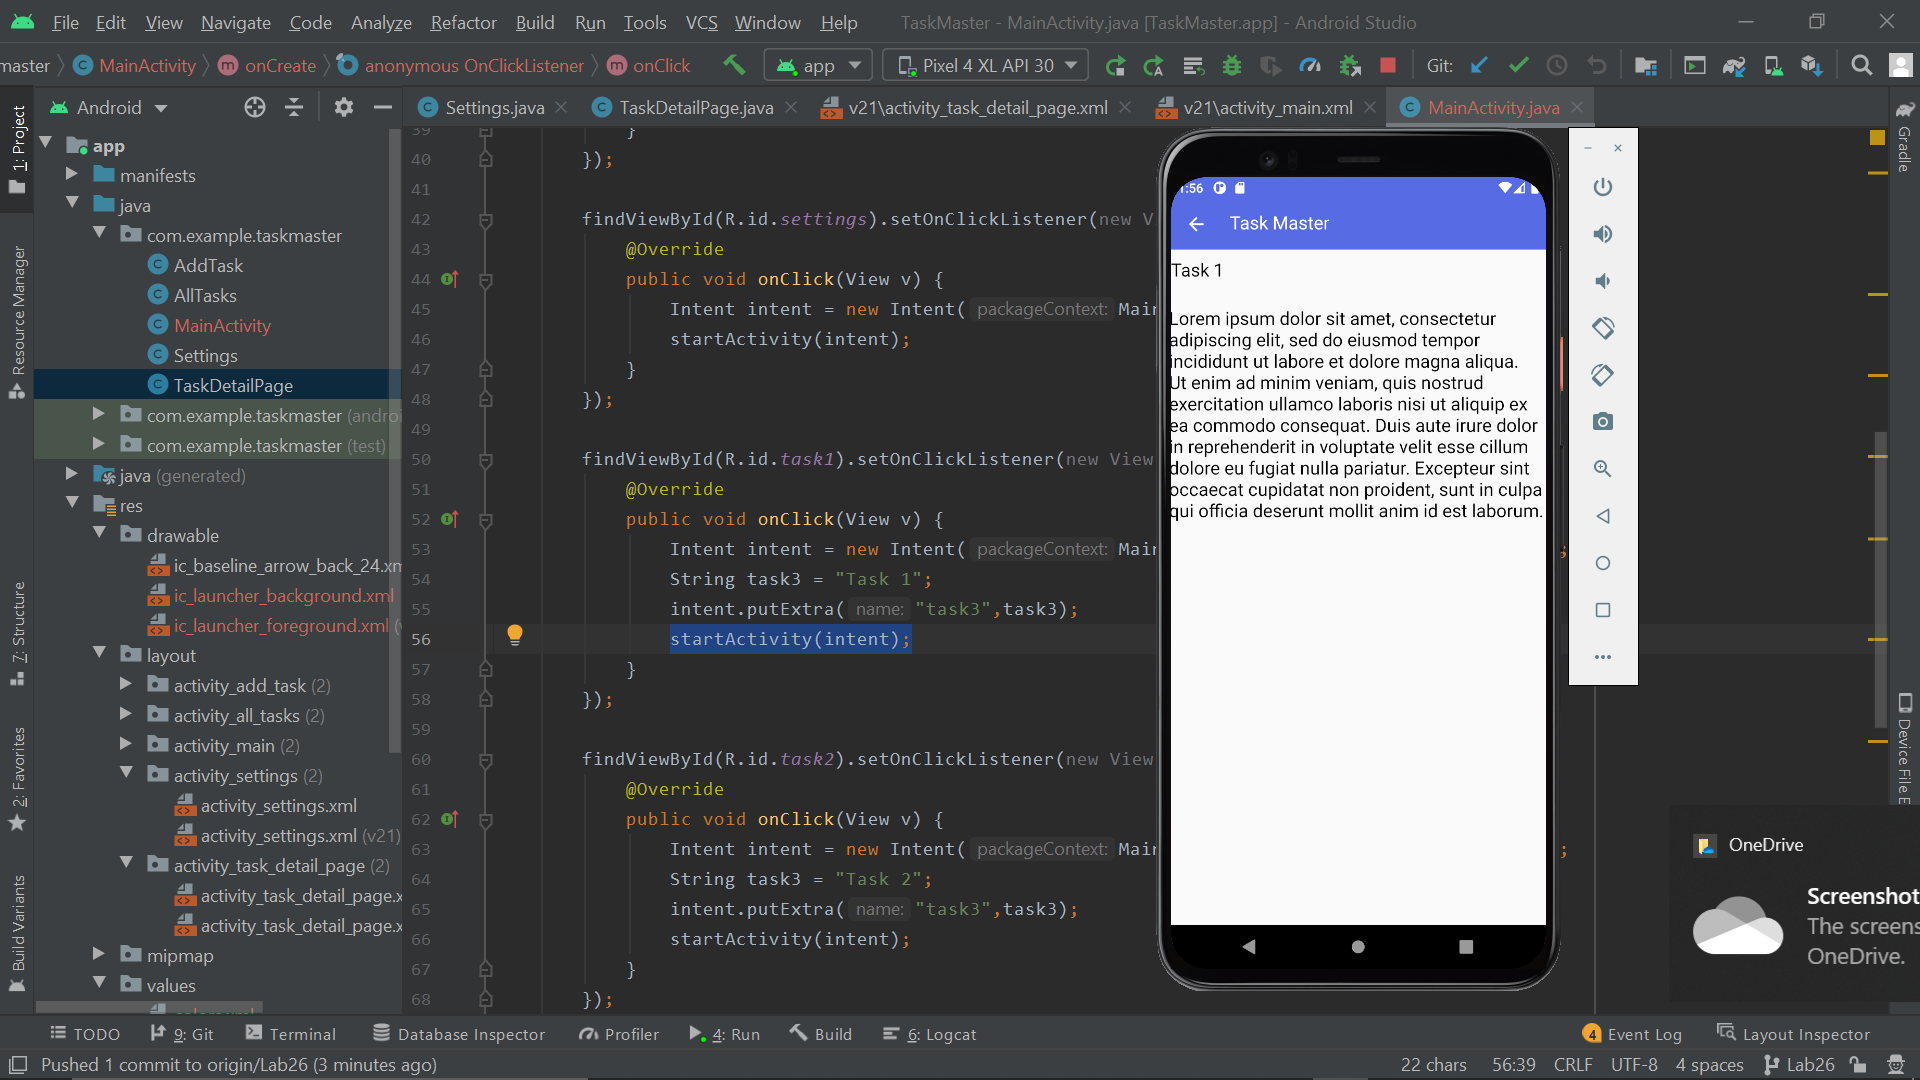 File Edit View Navigate Code Analyze Refactor Build Run Tools VCS Window Help TaskMaster - MainActivity.java [TaskMaster.app] - Android Studio
master MainActivity onCreate anonymous OnClickListener onClick app Pixel 4 XL API 30 Git:
Android
Settings.java TaskDetailPage.java v21\activity_task_detail_page.xml v21\activity_main.xml MainActivity.java
1: Project
Resource Manager
7: Structure
2: Favorites
Build Variants
app
manifests
java
com.example.taskmaster
AddTask
AllTasks
MainActivity
Settings
TaskDetailPage
com.example.taskmaster (andro
com.example.taskmaster (test)
java (generated)
res
drawable
ic_baseline_arrow_back_24.xm
ic_launcher_background.xml
ic_launcher_foreground.xml (v
layout
activity_add_task (2)
activity_all_tasks (2)
activity_main (2)
activity_settings (2)
activity_settings.xml
activity_settings.xml (v21)
activity_task_detail_page (2)
activity_task_detail_page.x
activity_task_detail_page.x
mipmap
values
39 }
40 });
41
42 findViewById(R.id.settings).setOnClickListener(new V
43 @Override
44 public void onClick(View v) {
45 Intent intent = new Intent( packageContext: Main
46 startActivity(intent);
47 }
48 });
49
50 findViewById(R.id.task1).setOnClickListener(new View
51 @Override
52 public void onClick(View v) {
53 Intent intent = new Intent( packageContext: Main ;
54 String task3 = "Task 1";
55 intent.putExtra( name: "task3",task3);
56 startActivity(intent);
57 }
58 });
59
60 findViewById(R.id.task2).setOnClickListener(new View
61 @Override
62 public void onClick(View v) {
63 Intent intent = new Intent( packageContext: Main ;
64 String task3 = "Task 2";
65 intent.putExtra( name: "task3",task3);
66 startActivity(intent);
67 }
68 });
1:56
Task Master
Task 1
Lorem ipsum dolor sit amet, consectetur
adipiscing elit, sed do eiusmod tempor
incididunt ut labore et dolore magna aliqua.
Ut enim ad minim veniam, quis nostrud
exercitation ullamco laboris nisi ut aliquip ex
ea commodo consequat. Duis aute irure dolor
in reprehenderit in voluptate velit esse cillum
dolore eu fugiat nulla pariatur. Excepteur sint
occaecat cupidatat non proident, sunt in culpa
qui officia deserunt mollit anim id est laborum.
Gradle
Device File E
OneDrive
Screenshot
The screens
OneDrive.
TODO 9: Git Terminal Database Inspector Profiler 4: Run Build 6: Logcat 4 Event Log Layout Inspector
Pushed 1 commit to origin/Lab26 (3 minutes ago) 22 chars 56:39 CRLF UTF-8 4 spaces Lab26